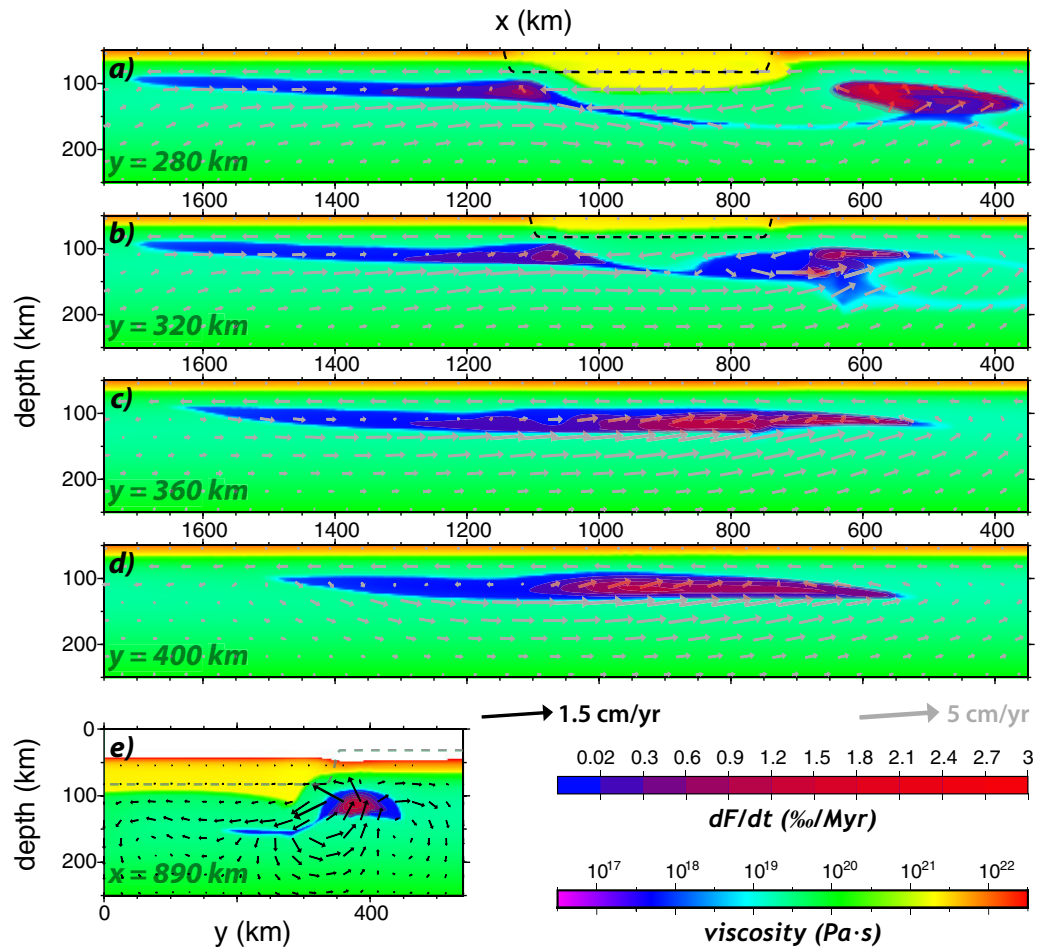 x (km)
a)
100
200
y = 280 km
1600 1400 1200 1000 800 600 400
b)
100
200
y = 320 km
1600 1400 1200 1000 800 600 400
depth (km)
c)
100
200
y = 360 km
1600 1400 1200 1000 800 600 400
d)
100
200
y = 400 km
1.5 cm/yr 5 cm/yr
e)
0
100
200
depth (km)
x = 890 km
0 400
y (km)
0.02 0.3 0.6 0.9 1.2 1.5 1.8 2.1 2.4 2.7 3
dF/dt (‰/Myr)
10¹⁷ 10¹⁸ 10¹⁹ 10²⁰ 10²¹ 10²²
viscosity (Pa·s)